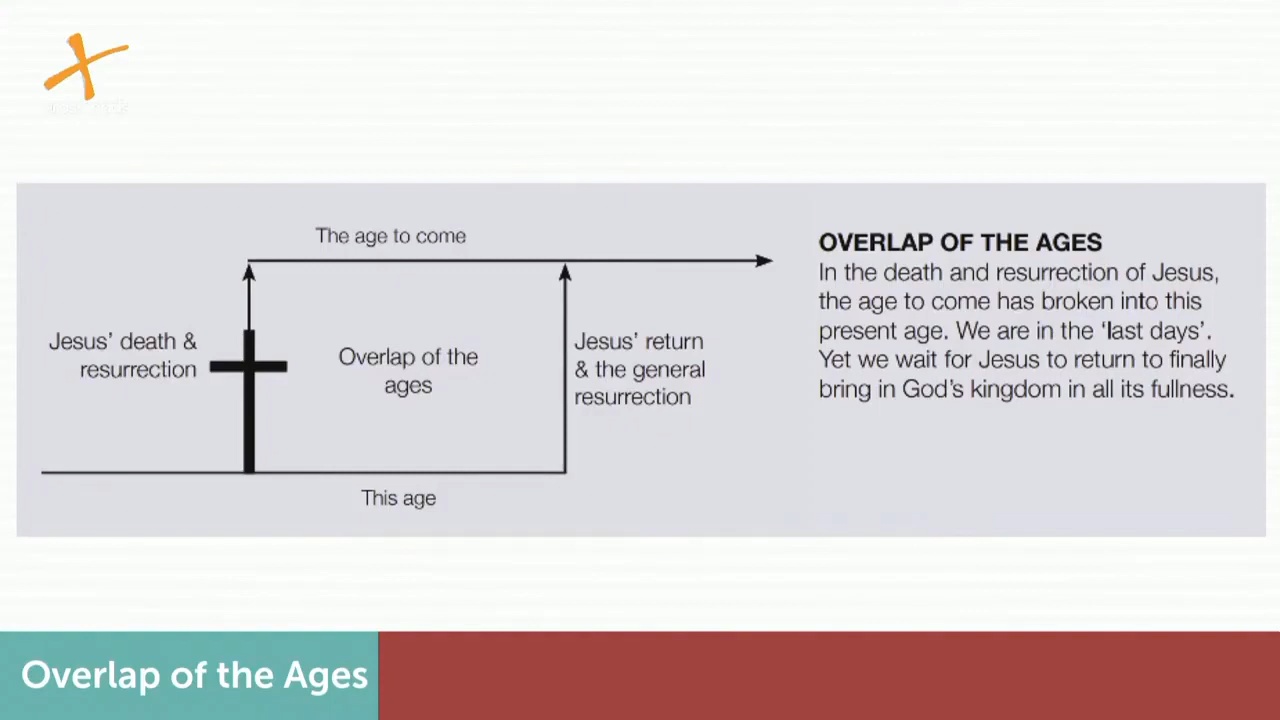 The age to come
Jesus’ death &
resurrection
Overlap of the
ages
Jesus’ return
& the general
resurrection
This age
OVERLAP OF THE AGES
In the death and resurrection of Jesus,
the age to come has broken into this
present age. We are in the ‘last days’.
Yet we wait for Jesus to return to finally
bring in God’s kingdom in all its fullness.
Overlap of the Ages